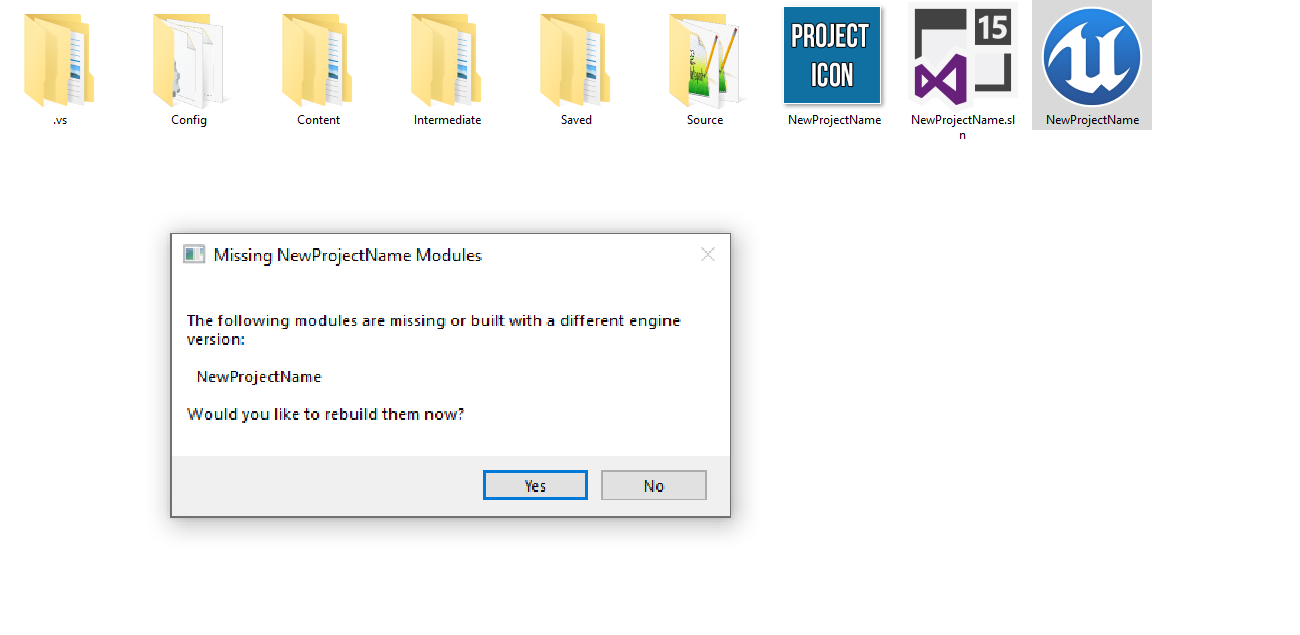 PROJECT
ICON
15
.vs
Config
Content
Intermediate
Saved
Source
NewProjectName
NewProjectName.sl
n
NewProjectName
Missing NewProjectName Modules
The following modules are missing or built with a different engine
version:
NewProjectName
Would you like to rebuild them now?
Yes
No